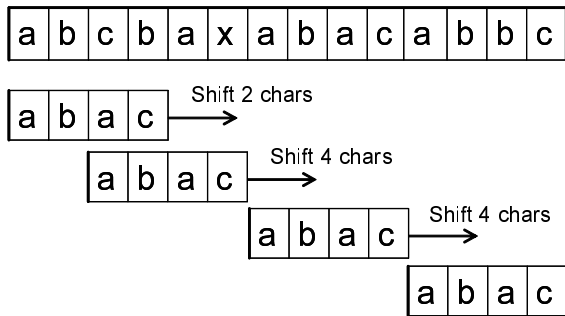 a b c b a x a b a c a b b c
a b a c Shift 2 chars
a b a c Shift 4 chars
a b a c Shift 4 chars
a b a c